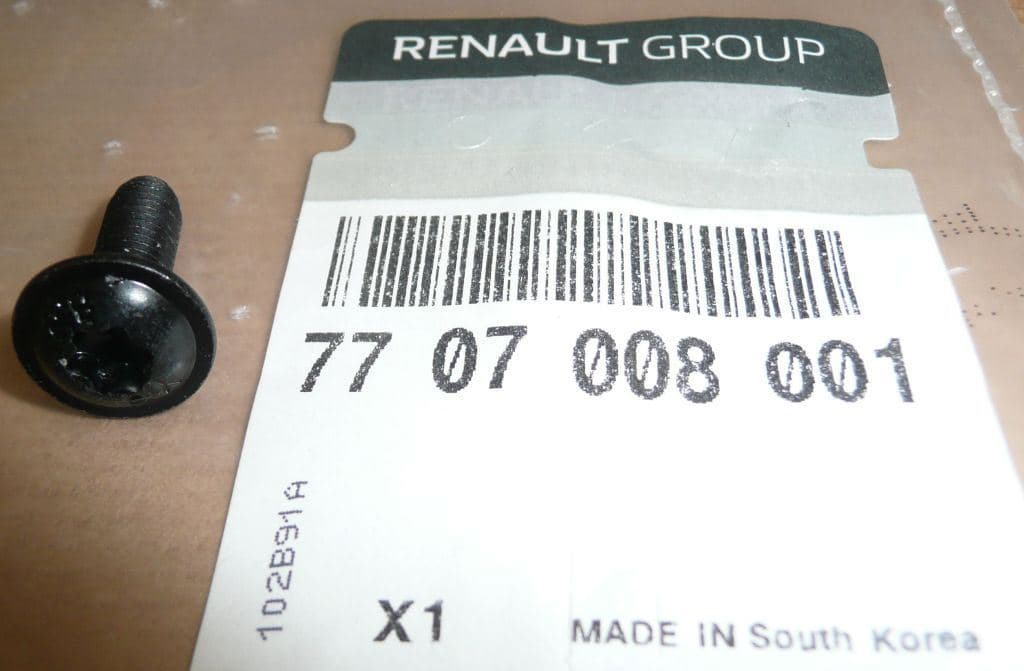 RENAULT GROUP
77 07 008 001
102B91A
X1
MADE IN South Korea